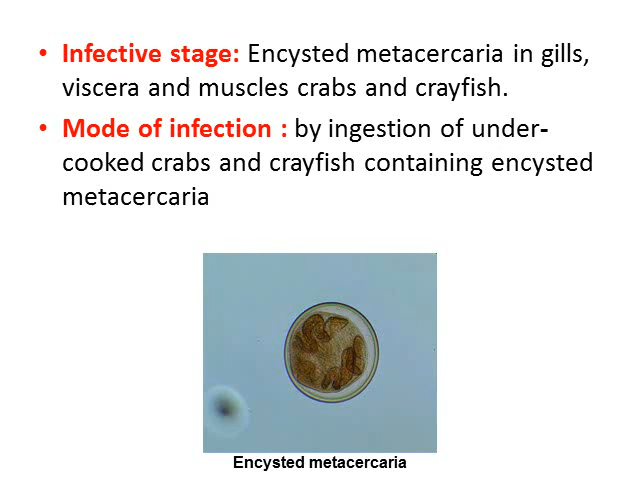 • Infective stage: Encysted metacercaria in gills,
viscera and muscles crabs and crayfish.
• Mode of infection : by ingestion of under-
cooked crabs and crayfish containing encysted
metacercaria
Encysted metacercaria